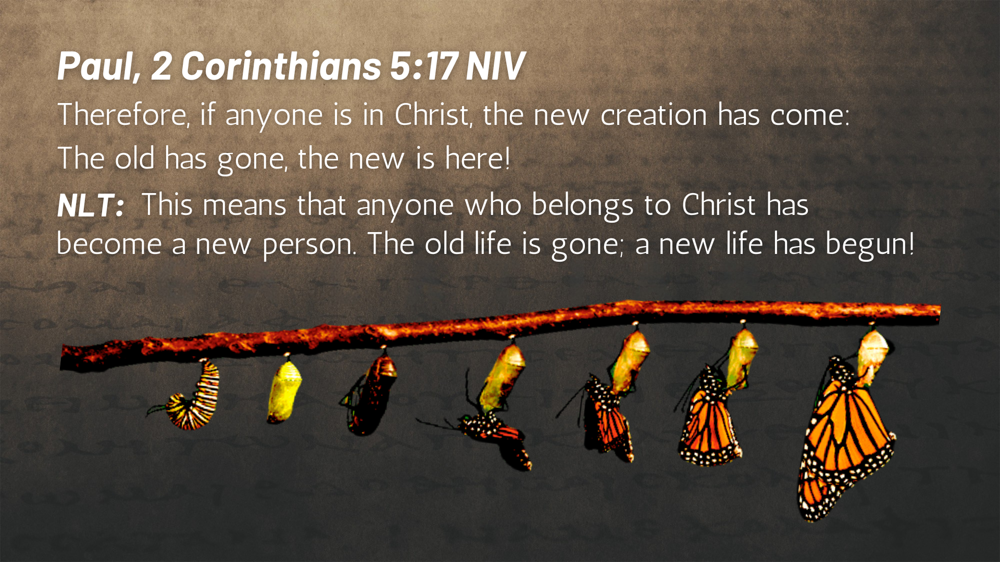 Paul, 2 Corinthians 5:17 NIV
Therefore, if anyone is in Christ, the new creation has come:
The old has gone, the new is here!
NLT: This means that anyone who belongs to Christ has
become a new person. The old life is gone; a new life has begun!